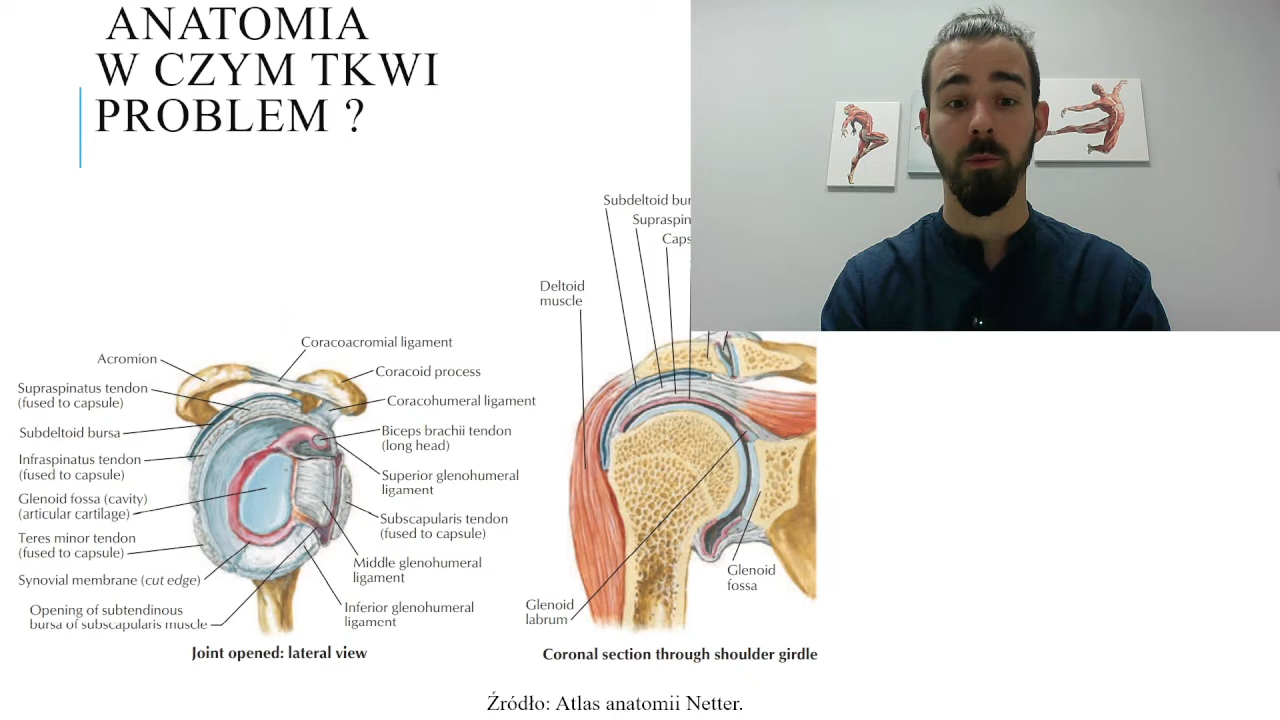 ANATOMIA
W CZYM TKWI
PROBLEM ?
Acromion
Supraspinatus tendon
(fused to capsule)
Subdeltoid bursa
Infraspinatus tendon
(fused to capsule)
Glenoid fossa (cavity)
(articular cartilage)
Teres minor tendon
(fused to capsule)
Synovial membrane (cut edge)
Opening of subtendinous
bursa of subscapularis muscle
Coracoacromial ligament
Coracoid process
Coracohumeral ligament
Biceps brachii tendon
(long head)
Superior glenohumeral
ligament
Subscapularis tendon
(fused to capsule)
Middle glenohumeral
ligament
Inferior glenohumeral
ligament
Joint opened: lateral view
Subdeltoid
Deltoid
muscle
Glenoid
labrum
Glenoid
fossa
Coronal section through shoulder girdle
Źródło: Atlas anatomii Netter.